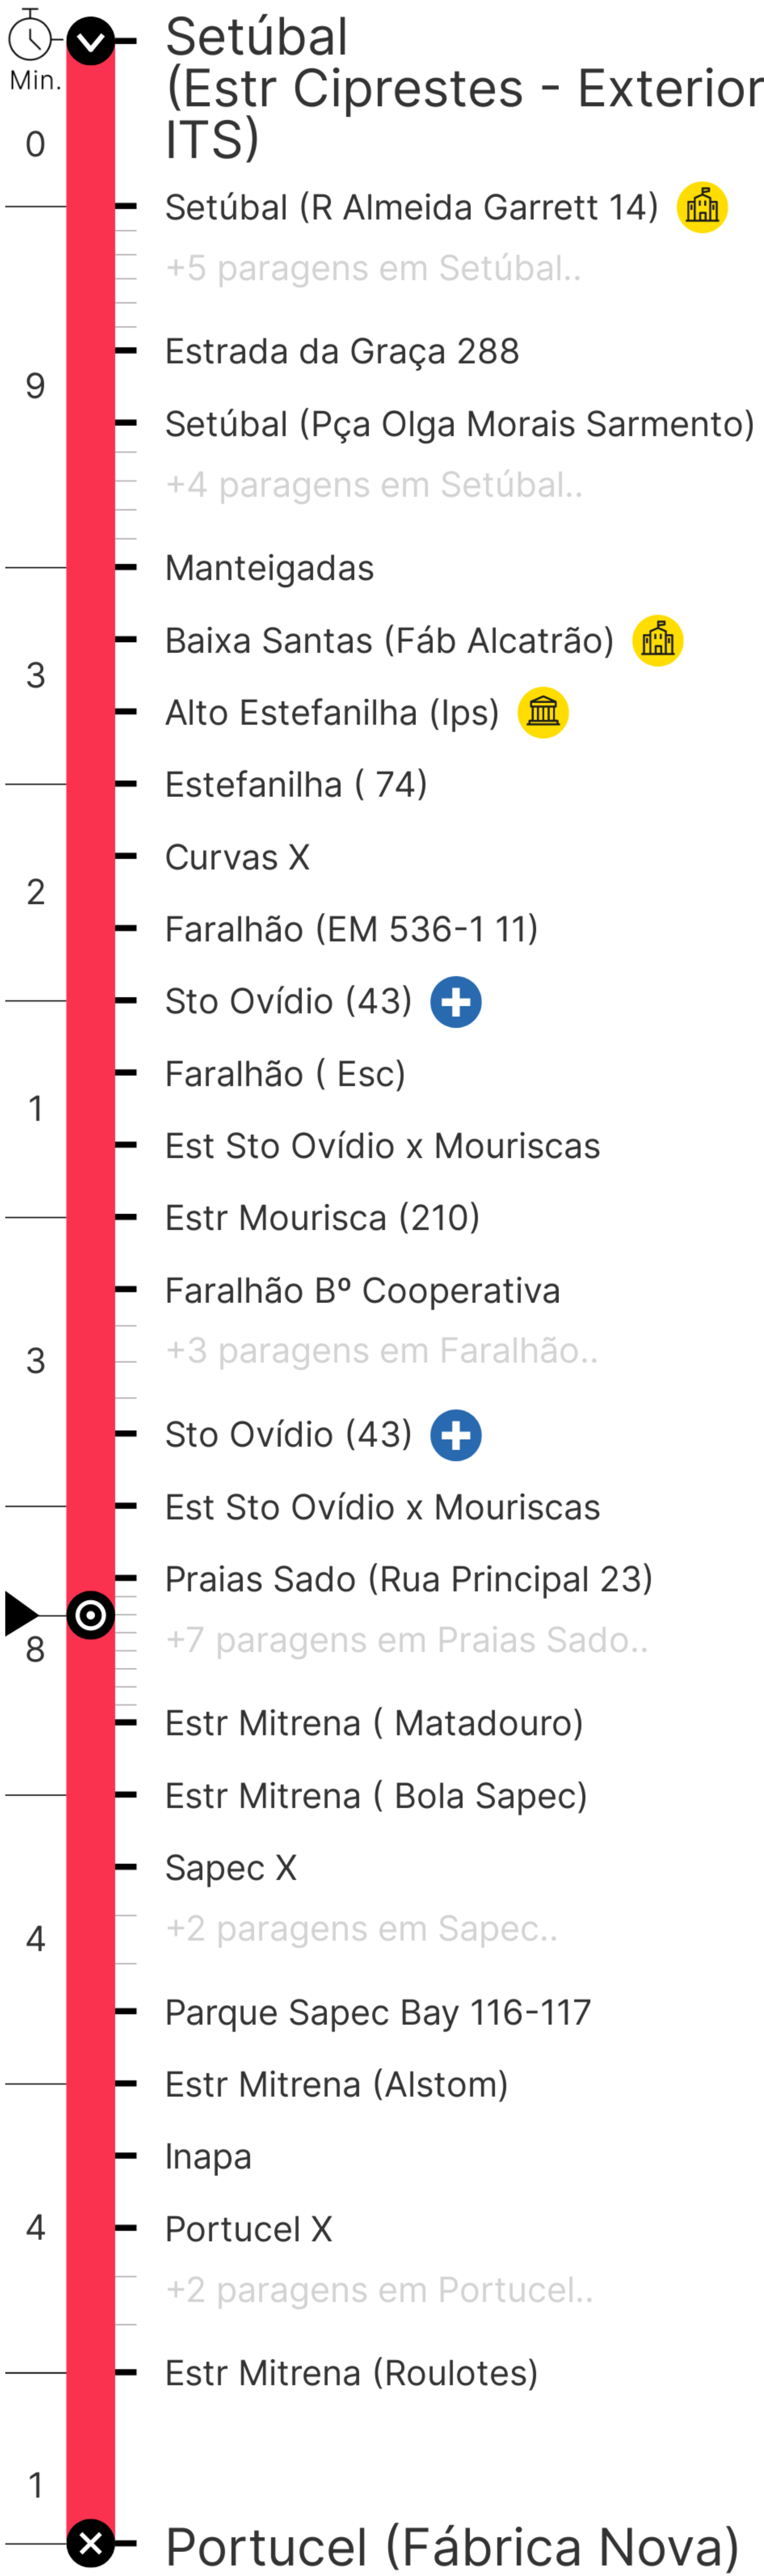 Setúbal
Min.
(Estr Ciprestes - Exterior
ITS)
0
Setúbal (R Almeida Garrett 14)
+5 paragens em Setúbal..
Estrada da Graça 288
9
Setúbal (Pça Olga Morais Sarmento)
+4 paragens em Setúbal..
Manteigadas
Baixa Santas (Fáb Alcatrão)
3
Alto Estefanilha (Ips)
Estefanilha ( 74)
Curvas X
2
Faralhão (EM 536-1 11)
Sto Ovídio (43)
Faralhão ( Esc)
1
Est Sto Ovídio x Mouriscas
Estr Mourisca (210)
Faralhão Bº Cooperativa
+3 paragens em Faralhão..
3
Sto Ovídio (43)
Est Sto Ovídio x Mouriscas
Praias Sado (Rua Principal 23)
+7 paragens em Praias Sado..
8
Estr Mitrena ( Matadouro)
Estr Mitrena ( Bola Sapec)
Sapec X
+2 paragens em Sapec..
4
Parque Sapec Bay 116-117
Estr Mitrena (Alstom)
Inapa
4
Portucel X
+2 paragens em Portucel..
Estr Mitrena (Roulotes)
1
Portucel (Fábrica Nova)